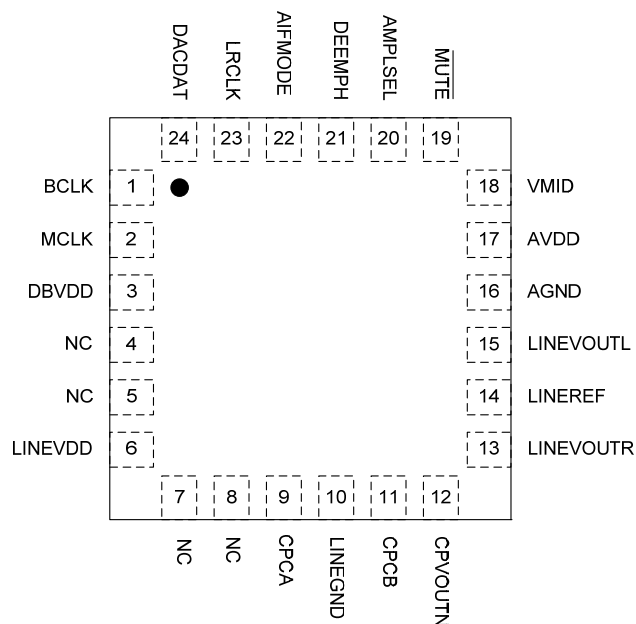 DACDAT LRCLK AIFMODE DEEMPH AMPLSEL MUTE
24 23 22 21 20 19
BCLK 1 18 VMID
MCLK 2 17 AVDD
DBVDD 3 16 AGND
NC 4 15 LINEVOUTL
NC 5 14 LINEREF
LINEVDD 6 13 LINEVOUTR
7 8 9 10 11 12
NC NC CPCA LINEGND CPCB CPVOUTN